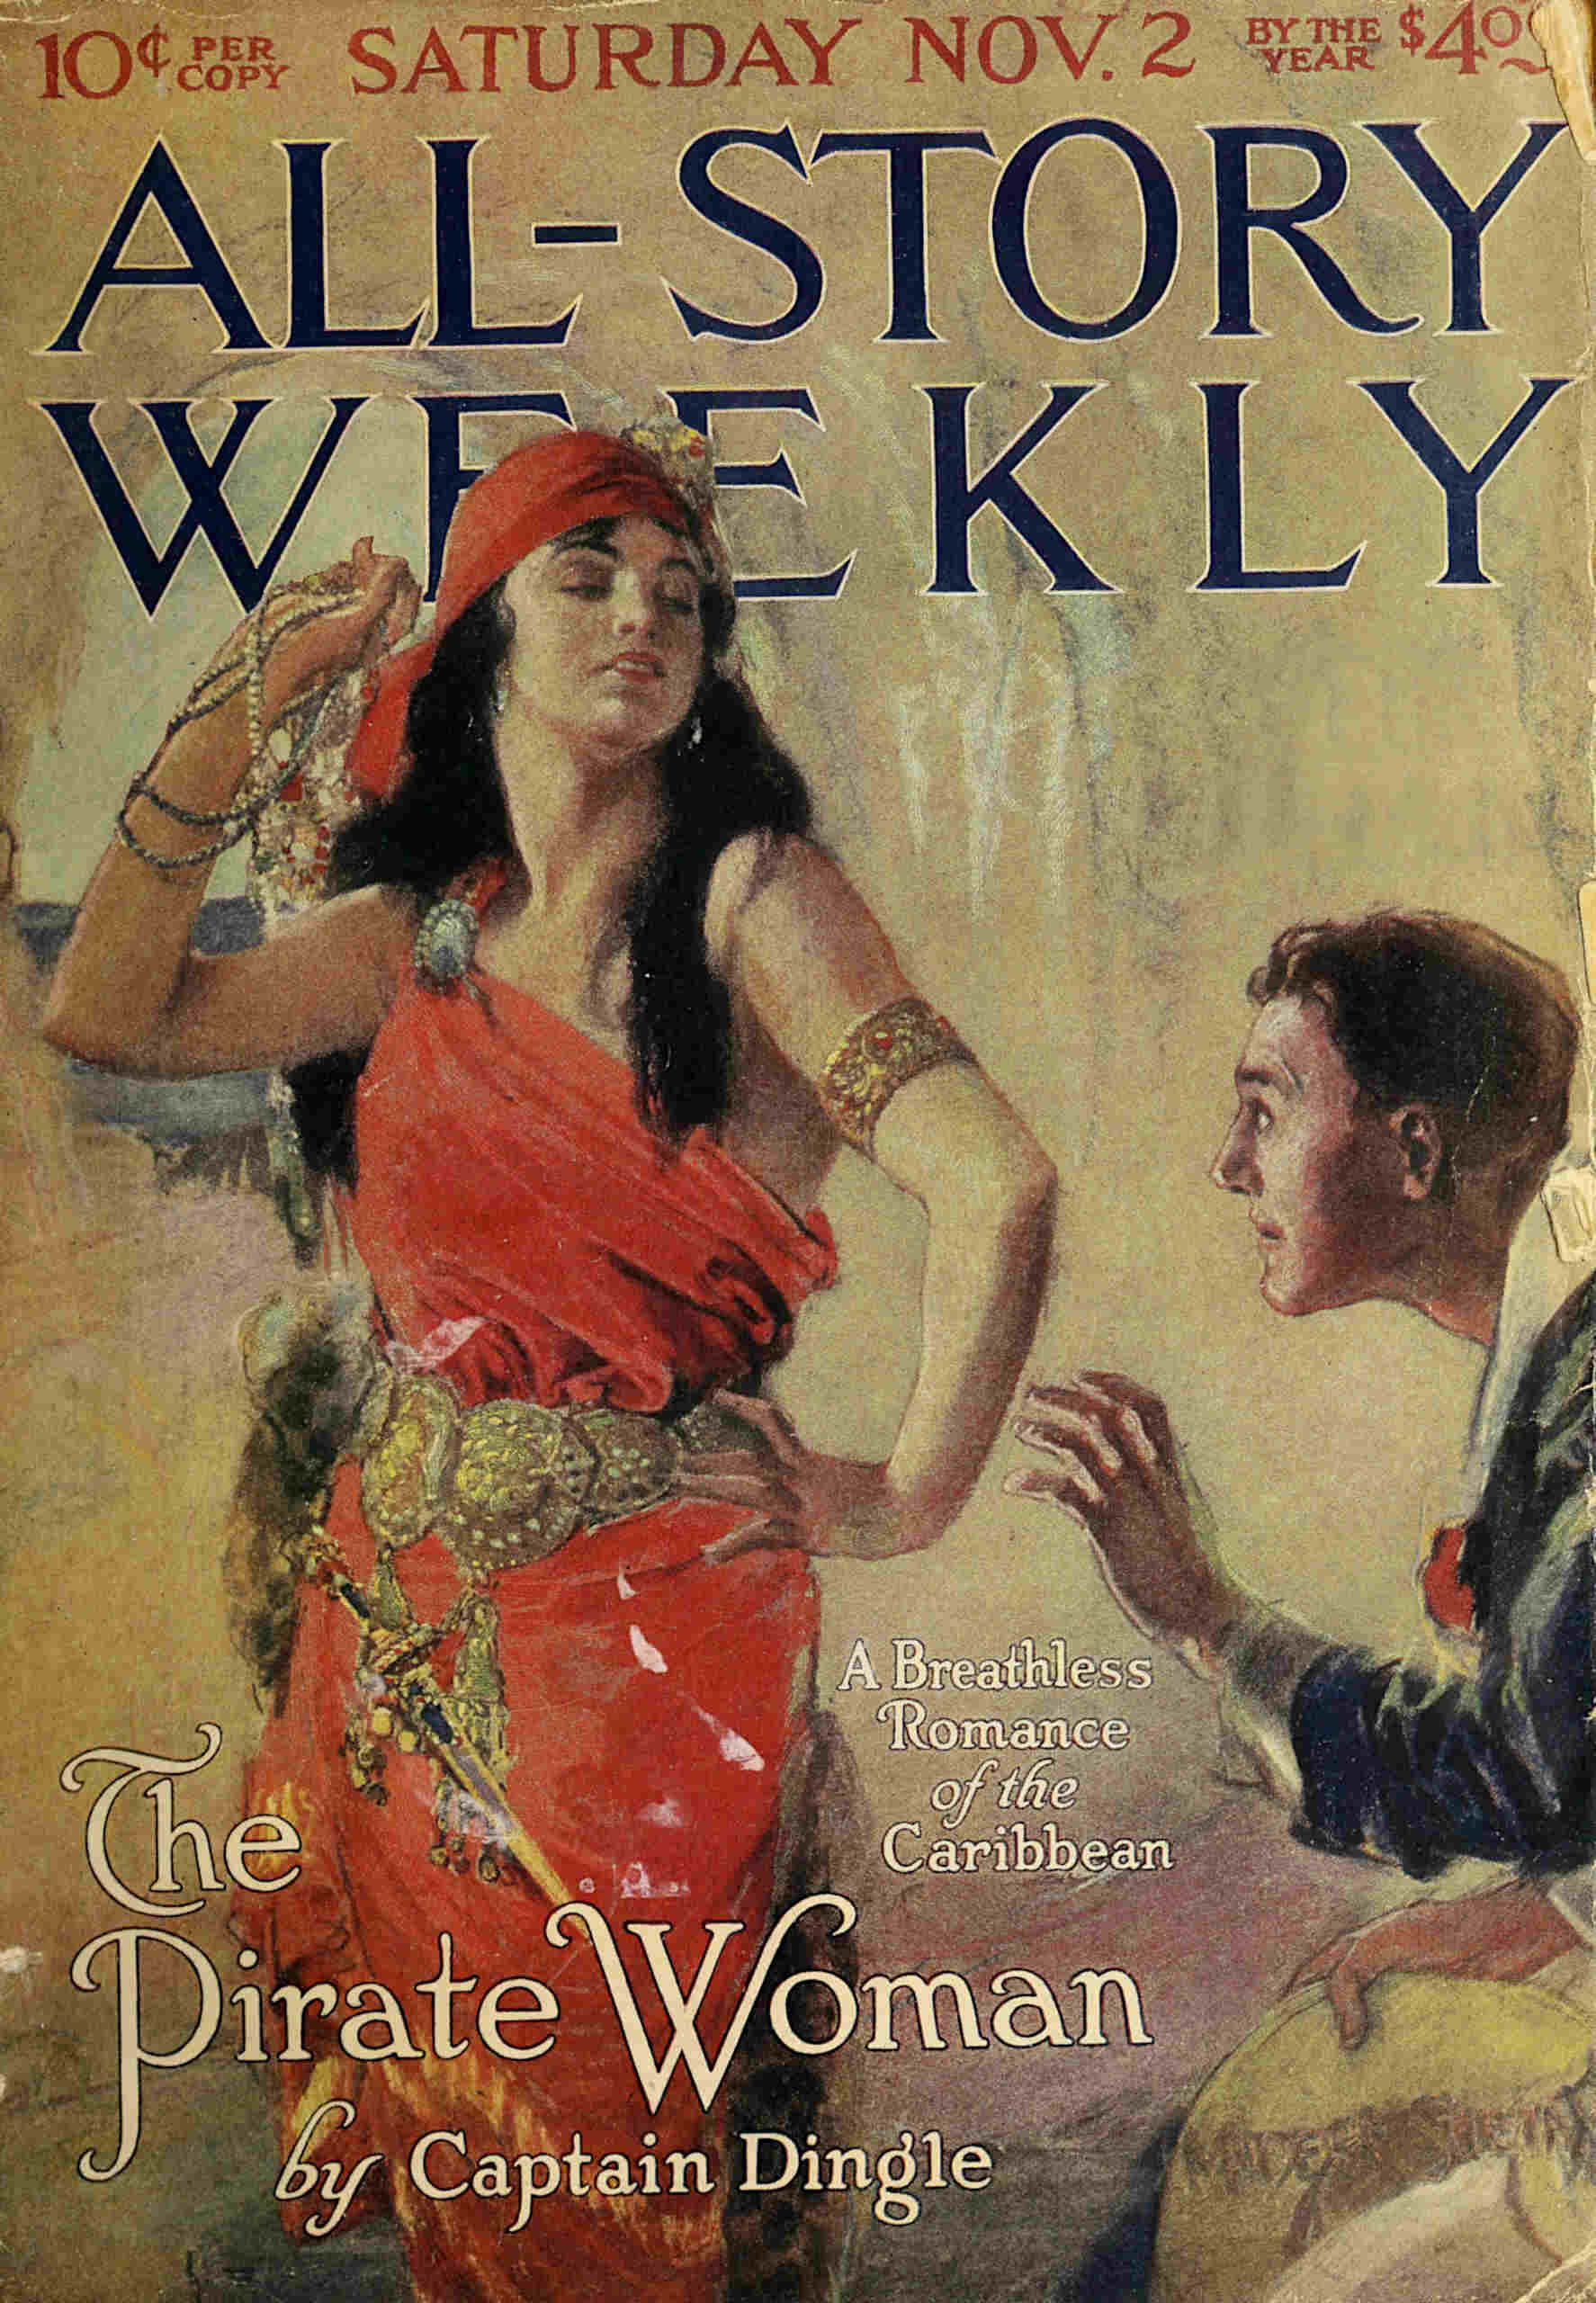 10¢ PER COPY SATURDAY NOV. 2 BY THE YEAR $4.00
ALL-STORY
WEEKLY
A Breathless
Romance
of the
Caribbean
The
Pirate Woman
by Captain Dingle